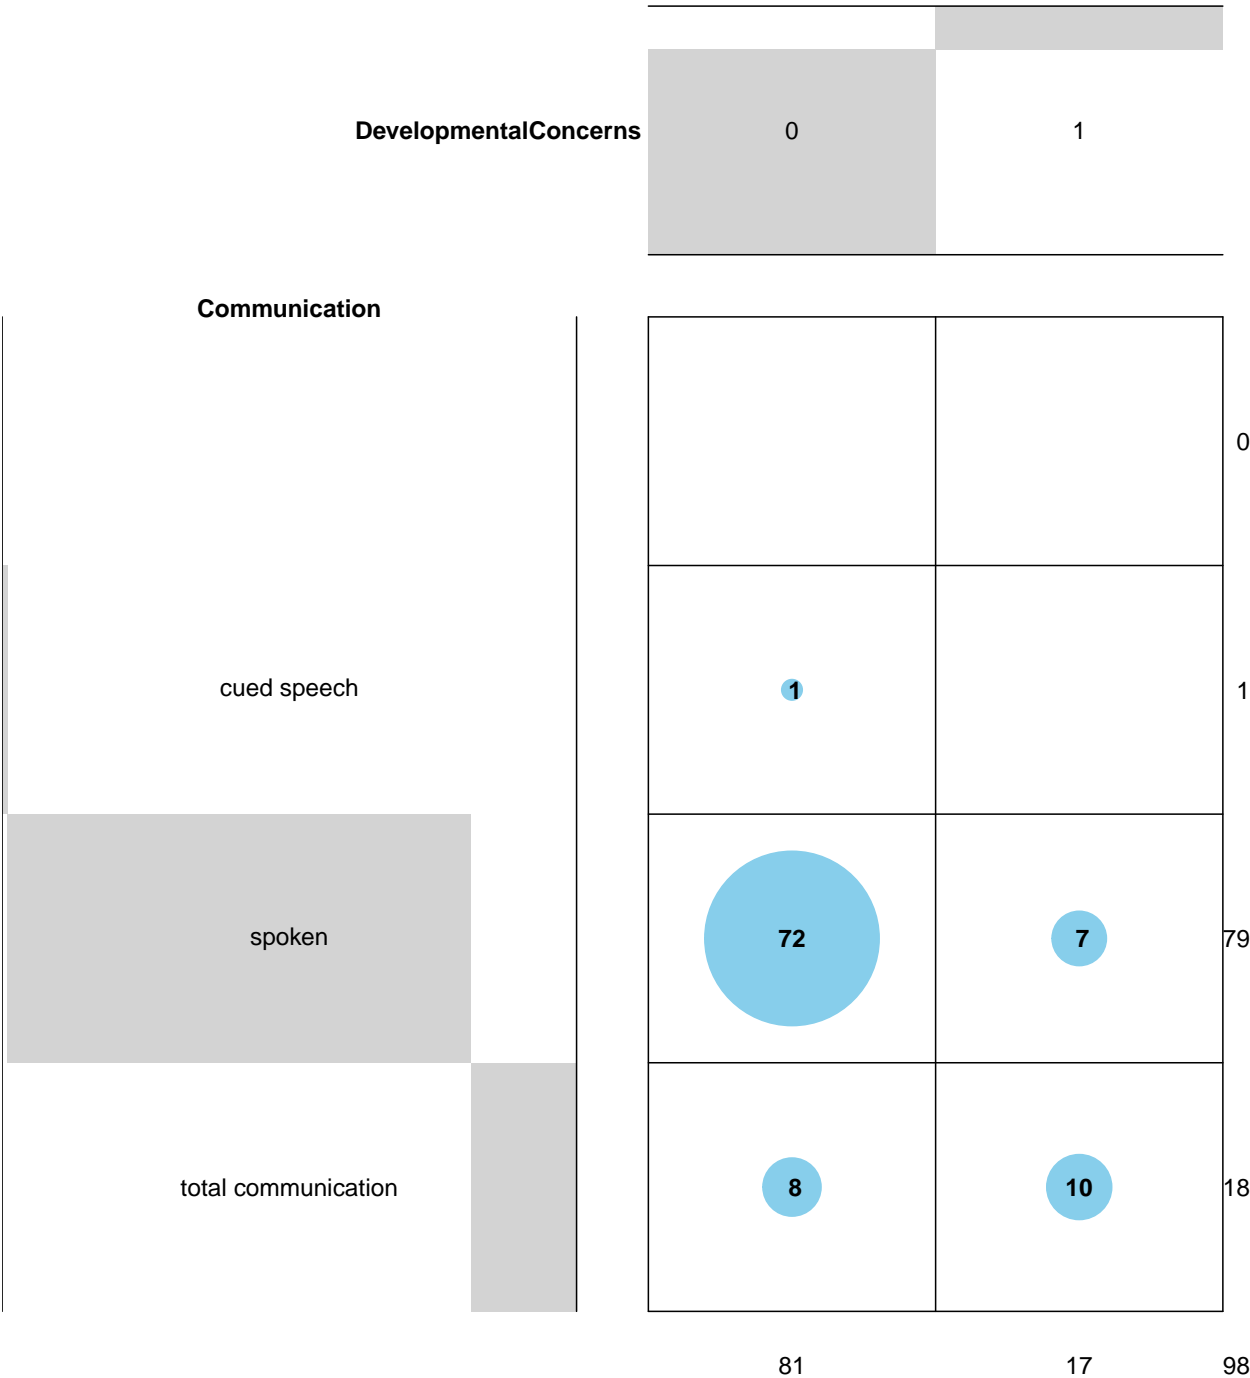 DevelopmentalConcerns 0 1
Communication
0
cued speech 1 1
spoken 72 7 79
total communication 8 10 18
81 17 98